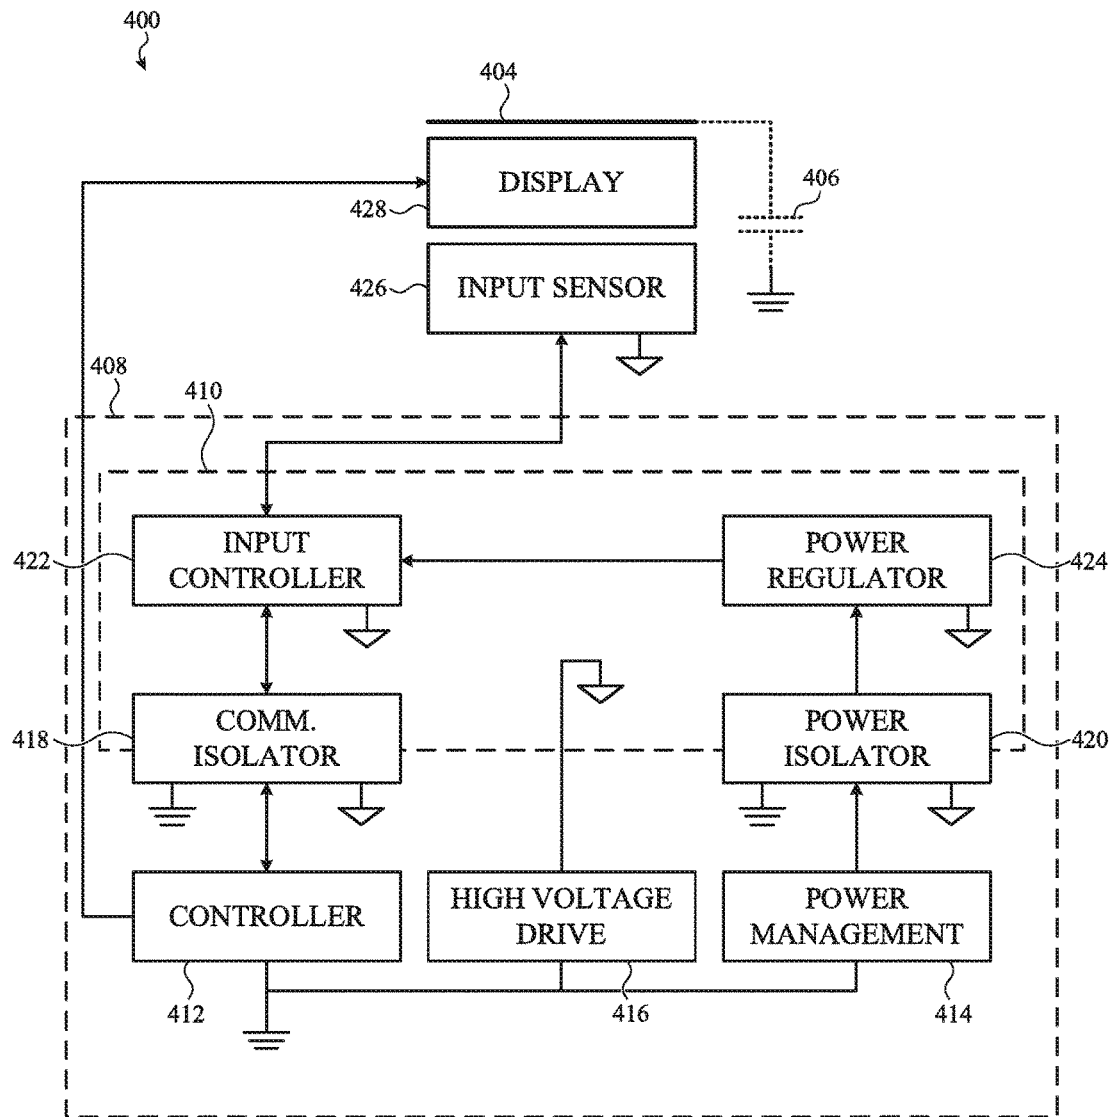 400
404
DISPLAY
428
406
INPUT SENSOR
426
408
410
INPUT
CONTROLLER
422
POWER
REGULATOR
424
COMM.
ISOLATOR
418
POWER
ISOLATOR
420
CONTROLLER
HIGH VOLTAGE
DRIVE
POWER
MANAGEMENT
412
416
414